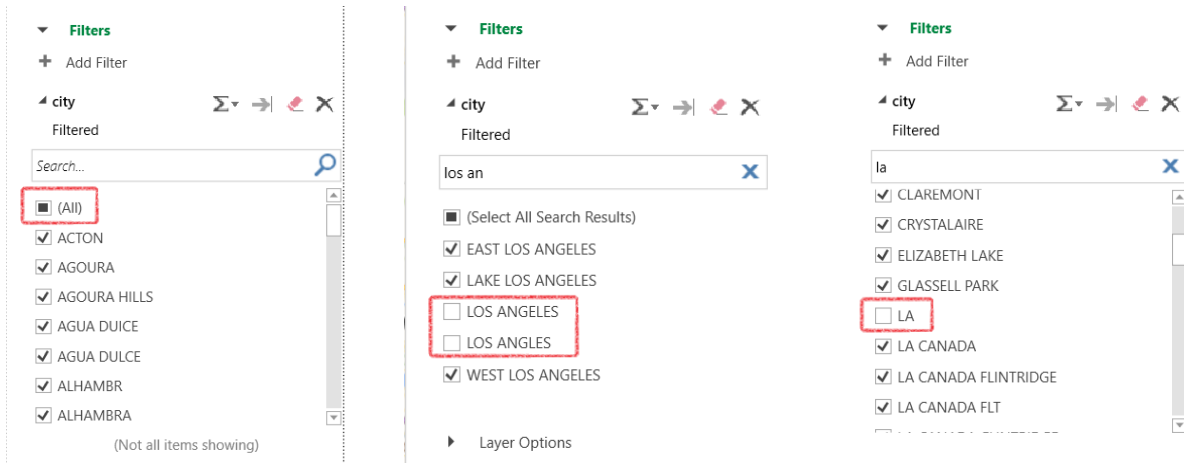 Filters
Add Filter
city
Filtered
Search...
(All)
ACTON
AGOURA
AGOURA HILLS
AGUA DUICE
AGUA DULCE
ALHAMBR
ALHAMBRA
(Not all items showing)
Filters
Add Filter
city
Filtered
los an
(Select All Search Results)
EAST LOS ANGELES
LAKE LOS ANGELES
LOS ANGELES
LOS ANGLES
WEST LOS ANGELES
Layer Options
Filters
Add Filter
city
Filtered
la
CLAREMONT
CRYSTALAIRE
ELIZABETH LAKE
GLASSELL PARK
LA
LA CANADA
LA CANADA FLINTRIDGE
LA CANADA FLT